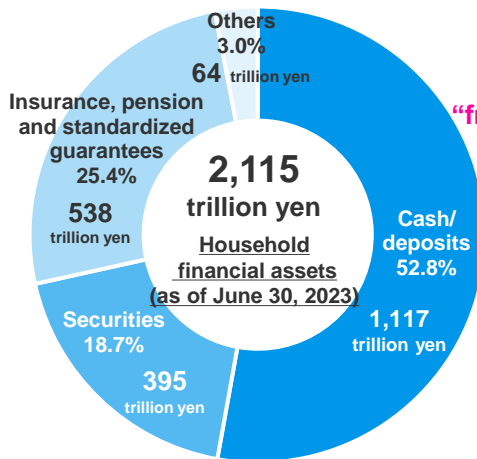 Others
3.0%
64 trillion yen
Insurance, pension
and standardized
guarantees
25.4%
538
trillion yen
2,115
trillion yen
Household
financial assets
(as of June 30, 2023)
Cash/
deposits
52.8%
1,117
trillion yen
Securities
18.7%
395
trillion yen